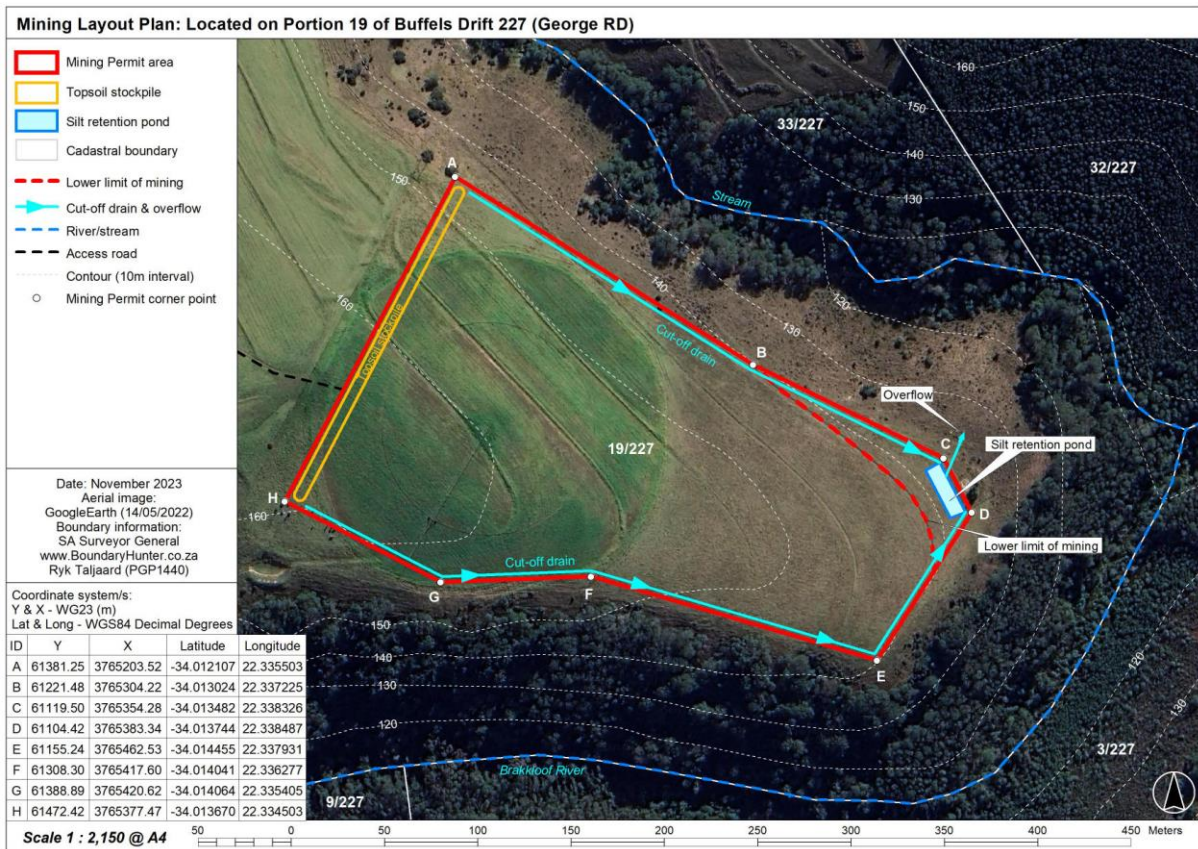 Mining Layout Plan: Located on Portion 19 of Buffels Drift 227 (George RD)
Mining Permit area
Topsoil stockpile
Silt retention pond
Cadastral boundary
Lower limit of mining
Cut-off drain & overflow
River/stream
Access road
Contour (10m interval)
Mining Permit corner point
Date: November 2023
Aerial image:
GoogleEarth (14/05/2022)
Boundary information:
SA Surveyor General
www.BoundaryHunter.co.za
Ryk Taljaard (PGP1440)
Coordinate system/s:
Y & X - WG23 (m)
Lat & Long - WGS84 Decimal Degrees
ID Y X Latitude Longitude
A 61381.25 3765203.52 -34.012107 22.335503
B 61221.48 3765304.22 -34.013024 22.337225
C 61119.50 3765354.28 -34.013482 22.338326
D 61104.42 3765383.34 -34.013744 22.338487
E 61155.24 3765462.53 -34.014455 22.337931
F 61308.30 3765417.60 -34.014041 22.336277
G 61388.89 3765420.62 -34.014064 22.335405
H 61472.42 3765377.47 -34.013670 22.334503
Scale 1 : 2,150 @ A4
50 0 50 100 150 200 250 300 350 400 450 Meters
160
150
33/227
140
32/227
A
150
130
Stream
120
140
160
130
Cut-off drain
B
Topsoil stockpile
Overflow
19/227
C
Silt retention pond
H
160
D
Lower limit of mining
Cut-off drain
G
F
150
140
E
130
120
120
130
3/227
Brakkloof River
9/227